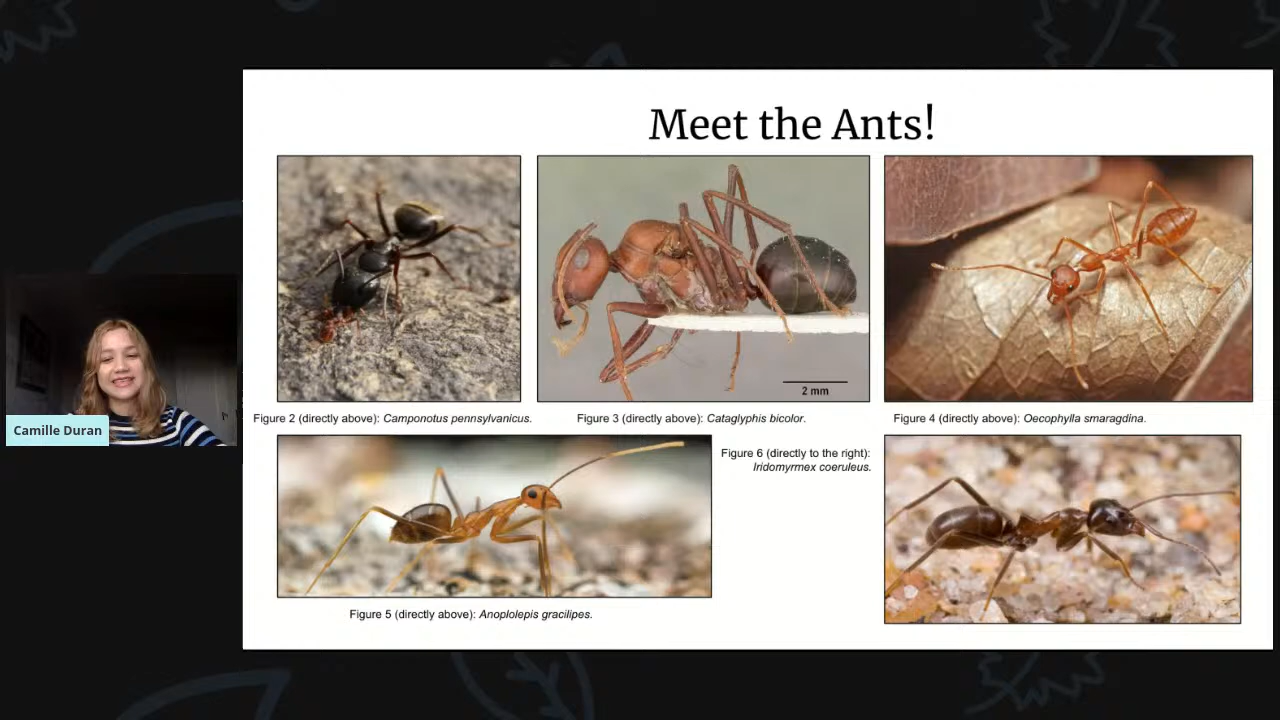 Meet the Ants!
2 mm
Figure 2 (directly above): Camponotus pennsylvanicus.
Figure 3 (directly above): Cataglyphis bicolor.
Figure 4 (directly above): Oecophylla smaragdina.
Camille Duran
Figure 6 (directly to the right):
Iridomyrmex coeruleus.
Figure 5 (directly above): Anoplolepis gracilipes.